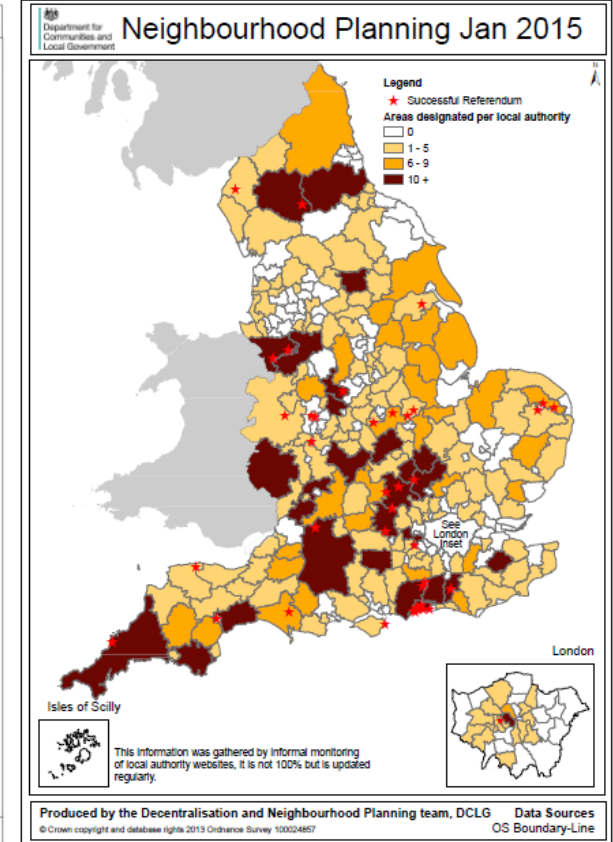 Department for
Communities and
Local Government
Neighbourhood Planning Jan 2015
N
Legend
Successful Referendum
Areas designated per local authority
0
1 - 5
6 - 9
10 +
See
London
Inset
London
Isles of Scilly
This information was gathered by informal monitoring
of local authority websites, it is not 100% but is updated
regularly.
Produced by the Decentralisation and Neighbourhood Planning team, DCLG Data Sources
© Crown copyright and database rights 2013 Ordnance Survey 100024857 OS Boundary-Line